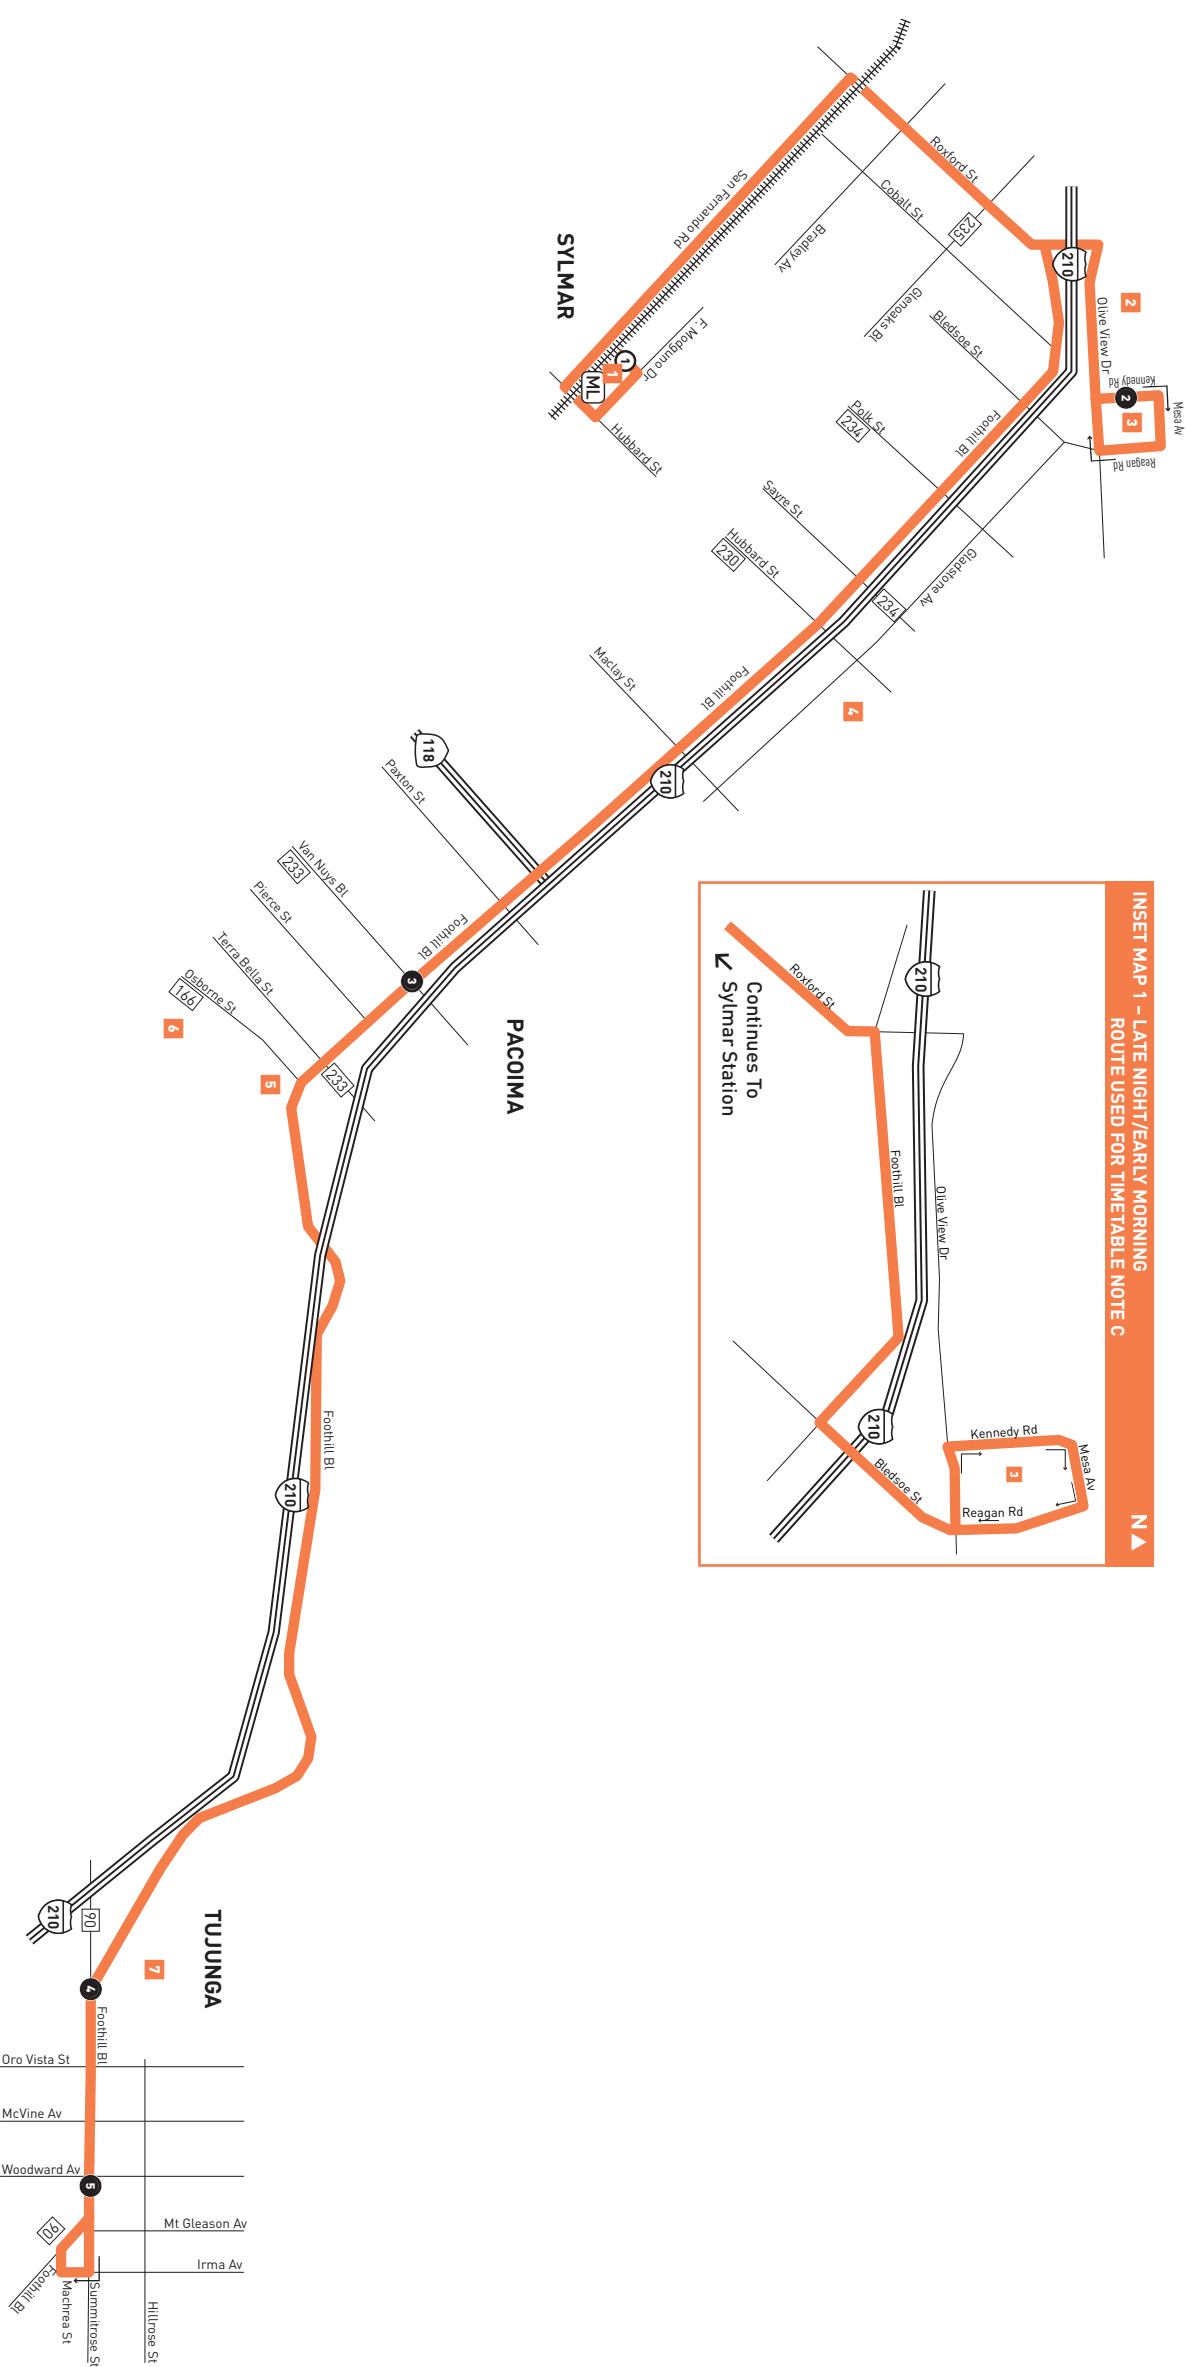 INSET MAP 1 – LATE NIGHT/EARLY MORNING
ROUTE USED FOR TIMETABLE NOTE C
N
210
Roxford St
Continues To
Sylmar Station
Foothill Bl
Olive View Dr
210
Bledsoe St
Kennedy Rd
Mesa Av
3
Reagan Rd
SYLMAR
San Fernando Rd
Roxford St
Cobalt St
Bradley Av
235
Glenoaks Bl
Bledsoe St
210
2
Olive View Dr
Kennedy Rd
Mesa Av
2
3
Reagan Rd
F. Modguno Dr
1
1
ML
Hubbard St
Foothill Bl
Polk St
234
Sayre St
Hubbard St
230
Gladstone Av
234
4
Maclay St
Foothill Bl
210
118
Paxton St
Van Nuys Bl
233
Pierce St
Foothill Bl
3
Terra Bella St
Osborne St
166
233
6
5
PACOIMA
Foothill Bl
210
TUJUNGA
210
90
7
4
Foothill Bl
Oro Vista St
McVine Av
Woodward Av
5
Mt Gleason Av
90
Irma Av
Foothill Bl
Machrea St
Summitrose St
Hillrose St